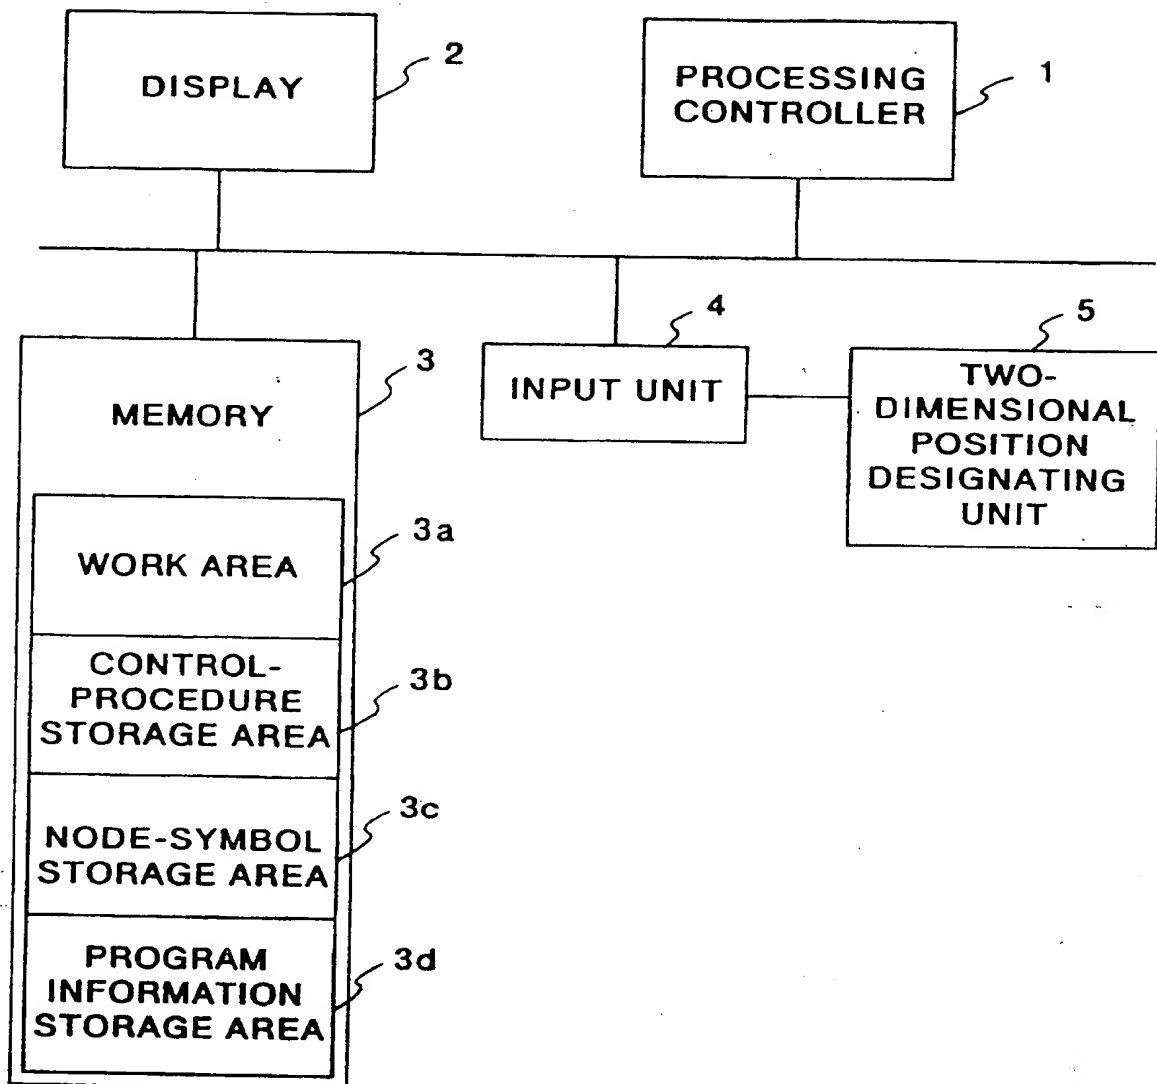 DISPLAY
2
PROCESSING
CONTROLLER
1
MEMORY
3
INPUT UNIT
4
TWO-
DIMENSIONAL
POSITION
DESIGNATING
UNIT
5
WORK AREA
3a
CONTROL-
PROCEDURE
STORAGE AREA
3b
NODE-SYMBOL
STORAGE AREA
3c
PROGRAM
INFORMATION
STORAGE AREA
3d